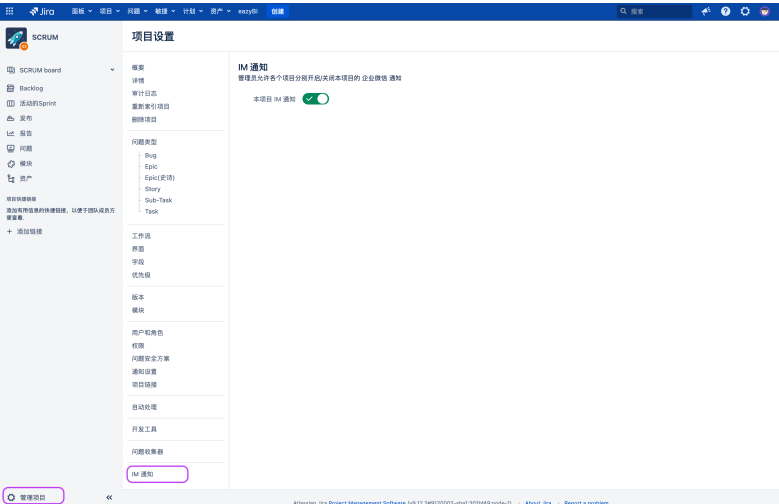 Jira 面板 项目 问题 敏捷 计划 资产 eazyBI 创建 搜索
SCRUM
SCRUM board
Backlog
活动的Sprint
发布
报告
问题
模块
资产
项目快捷链接
添加有用信息的快捷链接，以便于团队成员方
便查看.
添加链接
管理项目
项目设置
概要
详情
审计日志
重新索引项目
删除项目
问题类型
Bug
Epic
Epic(史诗)
Story
Sub-Task
Task
工作流
界面
字段
优先级
版本
模块
用户和角色
权限
问题安全方案
通知设置
项目链接
自动处理
开发工具
问题收集器
IM 通知
IM 通知
管理员允许各个项目分别开启/关闭本项目的 企业微信 通知
本项目 IM 通知
Atlassian Jira Project Management Software
About Jira
Report a problem